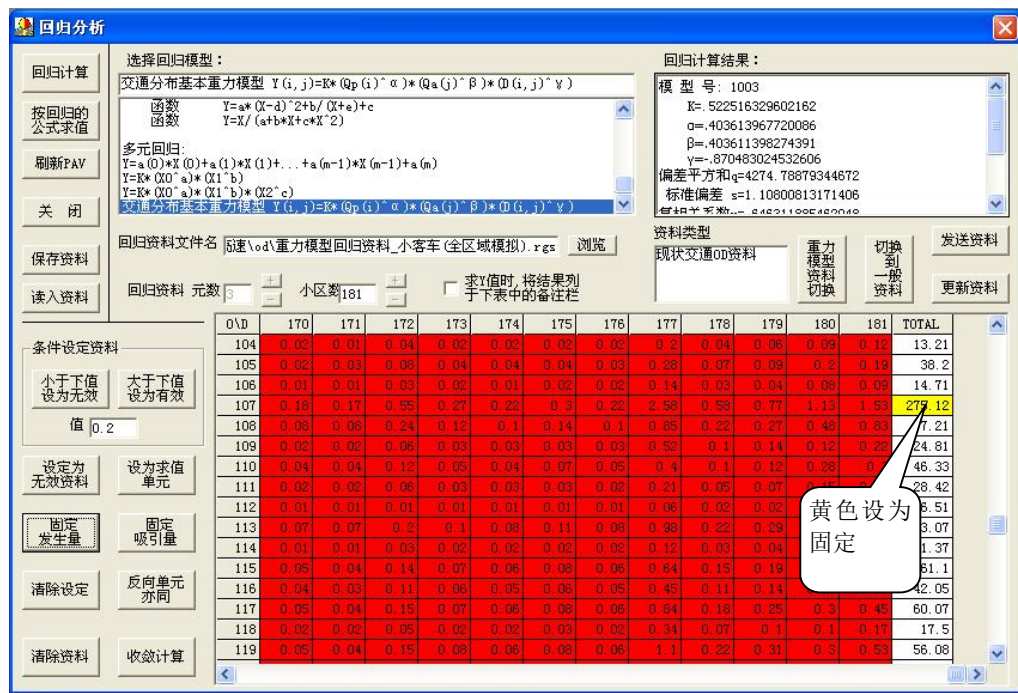 回归分析
回归计算
按回归的
公式求值
刷新PAV
关 闭
保存资料
读入资料
选择回归模型：
交通分布基本重力模型 Y(i,j)=K*(Qp(i)^α)*(Qa(j)^β)*(D(i,j)^γ)
函数 Y=a*(X-d)^2+b/(X+e)+c
函数 Y=X/(a+b*X+c*X^2)
多元回归:
Y=a(0)*X(0)+a(1)*X(1)+...+a(m-1)*X(m-1)+a(m)
Y=K*(X0^a)*(X1^b)
Y=K*(X0^a)*(X1^b)*(X2^c)
交通分布基本重力模型 Y(i,j)=K*(Qp(i)^α)*(Qa(j)^β)*(D(i,j)^γ)
回归计算结果：
模 型 号: 1003
K=.522516329602162
α=.403613967720086
β=.403611398274391
γ=-.870483024532606
偏差平方和q=4274.78879344672
标准偏差 s=1.10800813171406
回归资料文件名 高速\od\重力模型回归资料_小客车(全区域模拟).rgs 浏览
回归资料 元数 3 + - 小区数 181 + -
求Y值时,将结果列
于下表中的备注栏
资料类型
现状交通OD资料
重力
模型
资料
切换
切换
到
一般
资料
发送资料
更新资料
条件设定资料
小于下值
设为无效
大于下值
设为有效
值 0.2
设定为
无效资料
设为求值
单元
固定
发生量
固定
吸引量
清除设定
反向单元
亦同
清除资料
收敛计算
O\D 170 171 172 173 174 175 176 177 178 179 180 181 TOTAL
104 0.02 0.01 0.04 0.02 0.02 0.02 0.02 0.2 0.04 0.06 0.09 0.12 13.21
105 0.02 0.03 0.08 0.04 0.04 0.04 0.03 0.28 0.07 0.09 0.2 0.19 38.2
106 0.01 0.01 0.03 0.02 0.01 0.02 0.02 0.14 0.03 0.04 0.08 0.09 14.71
107 0.18 0.17 0.55 0.27 0.22 0.3 0.22 2.58 0.58 0.77 1.13 1.53 275.12
108 0.08 0.08 0.24 0.12 0.1 0.14 0.1 0.85 0.22 0.27 0.48 0.83 7.21
109 0.02 0.02 0.06 0.03 0.03 0.03 0.03 0.52 0.1 0.14 0.12 0.22 24.81
110 0.04 0.04 0.12 0.05 0.04 0.07 0.05 0.4 0.1 0.12 0.28 46.33
111 0.02 0.02 0.06 0.03 0.03 0.03 0.02 0.21 0.05 0.07 28.42
112 0.01 0.01 0.01 0.01 0.01 0.01 0.01 0.06 0.02 0.02 6.51
113 0.07 0.07 0.2 0.1 0.08 0.11 0.08 0.98 0.22 0.29 3.07
114 0.01 0.01 0.03 0.02 0.02 0.02 0.02 0.12 0.03 0.04 1.37
115 0.05 0.04 0.14 0.07 0.06 0.08 0.06 0.64 0.15 0.19 61.1
116 0.04 0.03 0.11 0.06 0.05 0.06 0.05 0.45 0.11 0.14 42.05
117 0.05 0.04 0.15 0.07 0.06 0.08 0.06 0.84 0.18 0.25 0.3 0.45 60.07
118 0.02 0.02 0.05 0.02 0.02 0.03 0.02 0.34 0.07 0.1 0.1 0.17 17.5
119 0.05 0.04 0.15 0.08 0.06 0.08 0.06 1.1 0.22 0.31 0.3 0.53 56.08
黄色设为
固定